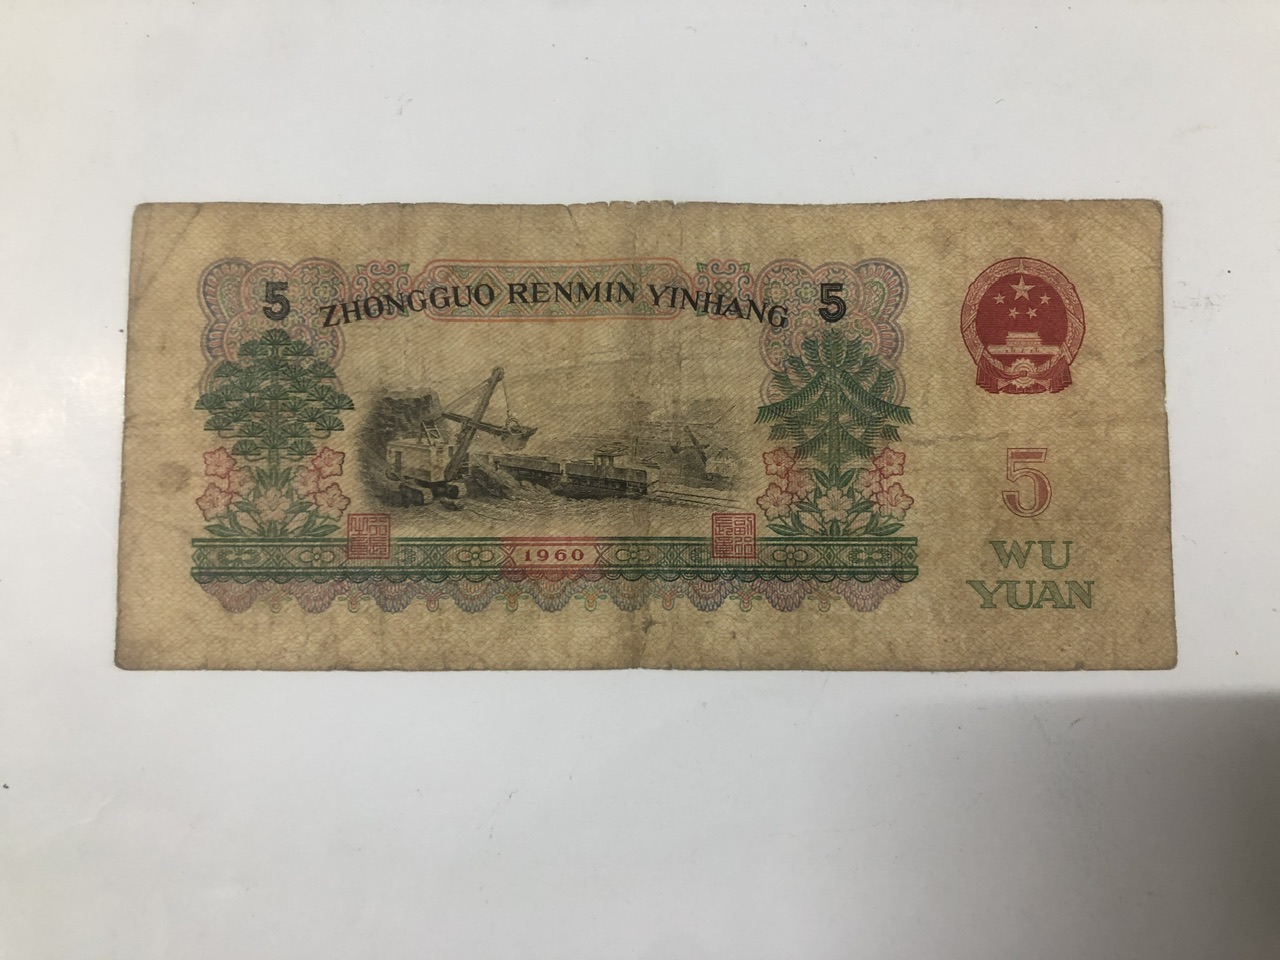 5 ZHONGGUO RENMIN YINHANG 5
5
WU
YUAN
1960